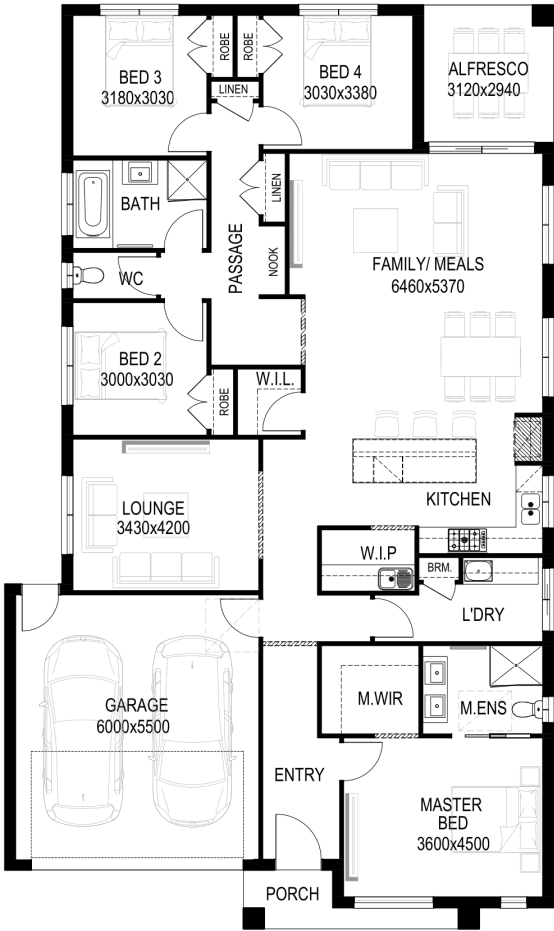 BED 3
3180x3030
ROBE
ROBE
BED 4
3030x3380
ALFRESCO
3120x2940
LINEN
BATH
LINEN
PASSAGE
NOOK
FAMILY/ MEALS
6460x5370
WC
BED 2
3000x3030
ROBE
W.I.L.
LOUNGE
3430x4200
KITCHEN
W.I.P
BRM.
L'DRY
GARAGE
6000x5500
M.WIR
M.ENS
ENTRY
MASTER
BED
3600x4500
PORCH